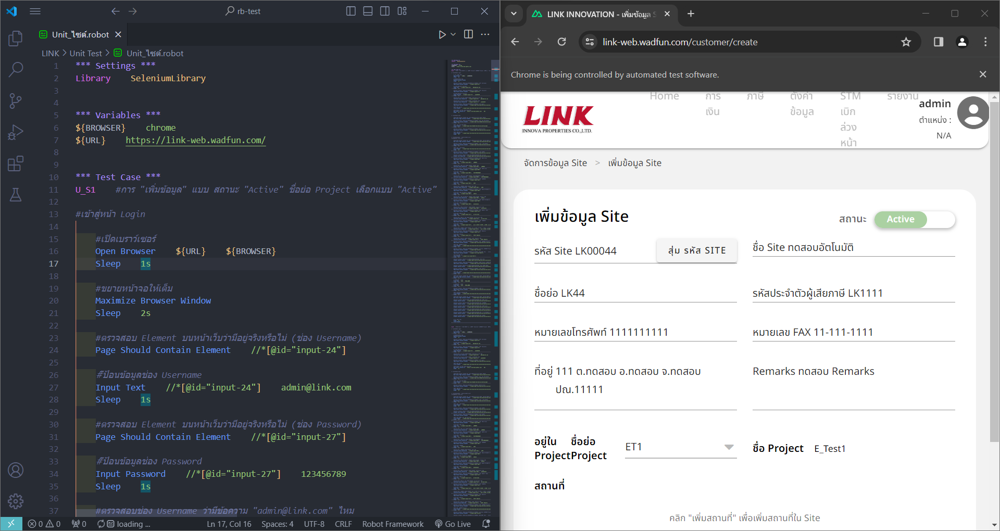 rb-test
Unit_ไซต์.robot
LINK > Unit Test > Unit_ไซต์.robot
1 *** Settings ***
2 Library    SeleniumLibrary
3
4
5 *** Variables ***
6 ${BROWSER}    chrome
7 ${URL}    https://link-web.wadfun.com/
8
9
10 *** Test Case ***
11 U_S1    #การ "เพิ่มข้อมูล" แบบ สถานะ "Active" ชื่อย่อ Project เลือกแบบ "Active"
12
13 #เข้าสู่หน้า Login
14
15 #เปิดเบราว์เซอร์
16 Open Browser    ${URL}    ${BROWSER}
17 Sleep    1s
18
19 #ขยายหน้าจอให้เต็ม
20 Maximize Browser Window
21 Sleep    2s
22
23 #ตรวจสอบ Element บนหน้าเว็บว่ามีอยู่จริงหรือไม่ (ช่อง Username)
24 Page Should Contain Element    //*[@id="input-24"]
25
26 #ป้อนข้อมูลช่อง Username
27 Input Text    //*[@id="input-24"]    admin@link.com
28 Sleep    1s
29
30 #ตรวจสอบ Element บนหน้าเว็บว่ามีอยู่จริงหรือไม่ (ช่อง Password)
31 Page Should Contain Element    //*[@id="input-27"]
32
33 #ป้อนข้อมูลช่อง Password
34 Input Password    //*[@id="input-27"]    123456789
35 Sleep    1s
36
37 #ตรวจสอบช่อง Username ว่ามีข้อความ "admin@link.com" ไหม
0 0 0 loading ... Ln 17, Col 16 Spaces: 4 UTF-8 CRLF Robot Framework Go Live
LINK INNOVATION - เพิ่มข้อมูล S
link-web.wadfun.com/customer/create
Chrome is being controlled by automated test software.
LINK
INNOVA PROPERTIES CO.,LTD.
Home
การ
เงิน
ภาษี
ตั้งค่า
ข้อมูล
STM
เบิก
ล่วง
หน้า
รายงาน
admin
ตำแหน่ง :
N/A
จัดการข้อมูล Site > เพิ่มข้อมูล Site
เพิ่มข้อมูล Site
สถานะ Active
รหัส Site LK00044
สุ่ม รหัส SITE
ชื่อ Site ทดสอบอัตโนมัติ
ชื่อย่อ LK44
รหัสประจำตัวผู้เสียภาษี LK1111
หมายเลขโทรศัพท์ 1111111111
หมายเลข FAX 11-111-1111
ที่อยู่ 111 ต.ทดสอบ อ.ทดสอบ จ.ทดสอบ
ปณ.11111
Remarks ทดสอบ Remarks
อยู่ใน
Project
ชื่อย่อ
Project
ET1
ชื่อ Project E_Test1
สถานที่
คลิก "เพิ่มสถานที่" เพื่อเพิ่มสถานที่ใน Site